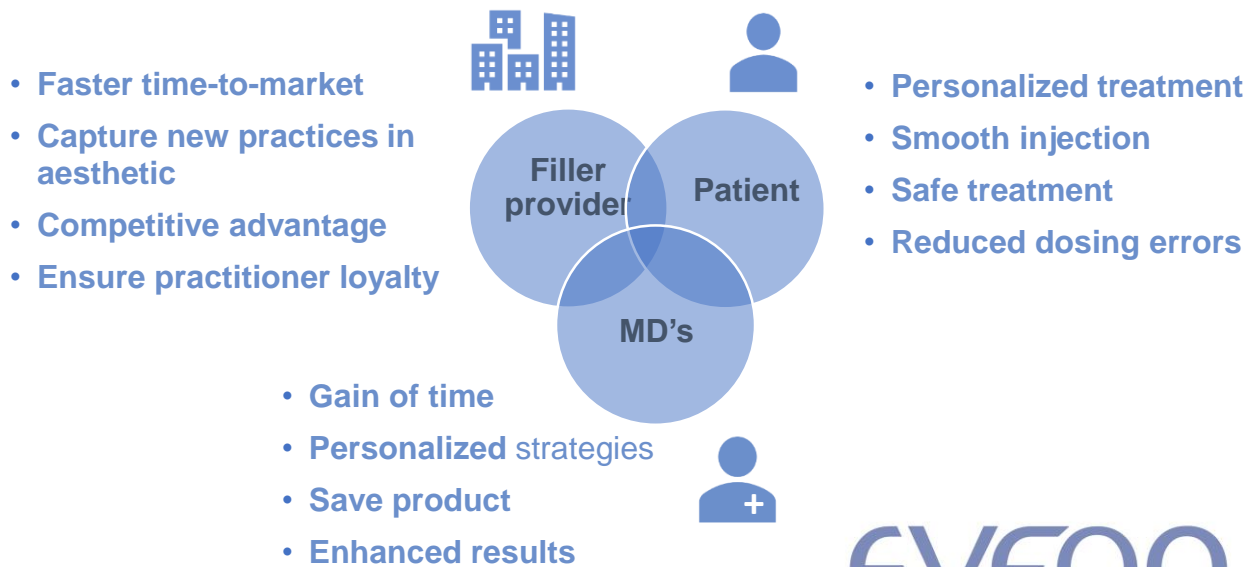 • Faster time-to-market
• Capture new practices in
aesthetic
• Competitive advantage
• Ensure practitioner loyalty
Filler
provider
Patient
MD’s
• Personalized treatment
• Smooth injection
• Safe treatment
• Reduced dosing errors
• Gain of time
• Personalized strategies
• Save product
• Enhanced results